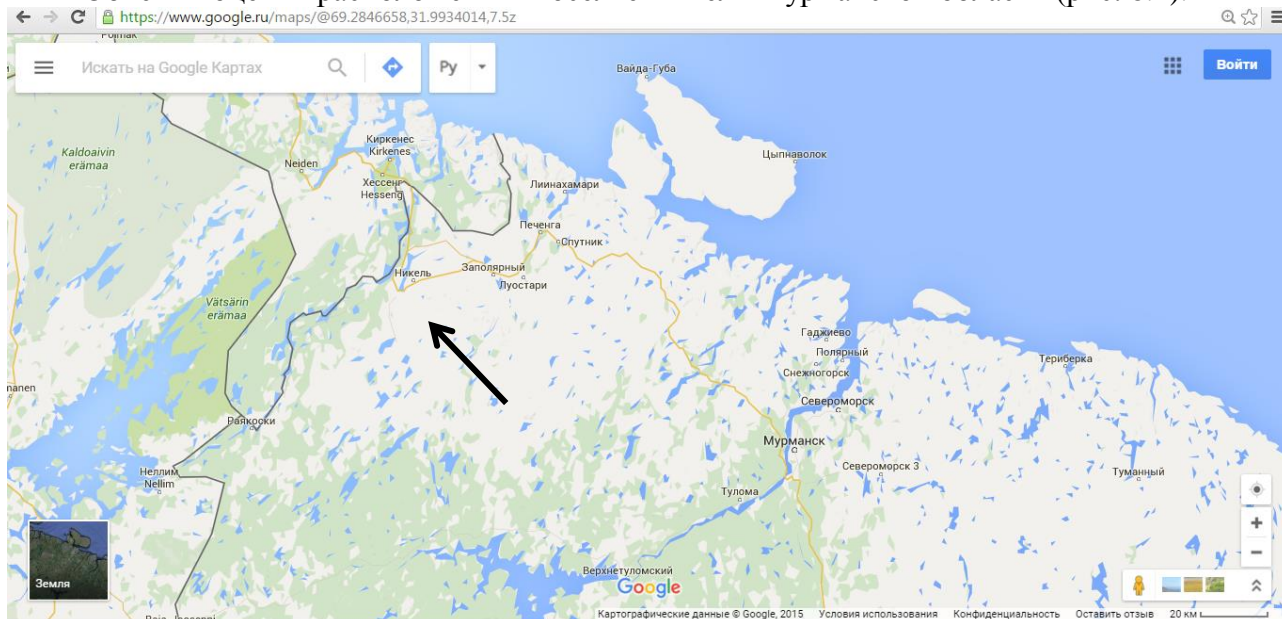 https://www.google.ru/maps/@69.2846658,31.9934014,7.5z
Искать на Google Картах
Ру
Войти
Вайда-Губа
Киркенес
Kirkenes
Kaldoaivin
erämaa
Neiden
Цыпнаволок
Хессенг
Hesseng
Лиинахамари
Печенга
Спутник
Никель
Заполярный
Луостари
Vätsärin
erämaa
Гаджиево
Полярный
Териберка
Снежногорск
Североморск
Раякоски
Мурманск
Североморск 3
Неллим
Nellim
Туманный
Тулома
Верхнетуломский
Земля
Google
Картографические данные © Google, 2015 Условия использования Конфиденциальность Оставить отзыв 20 км